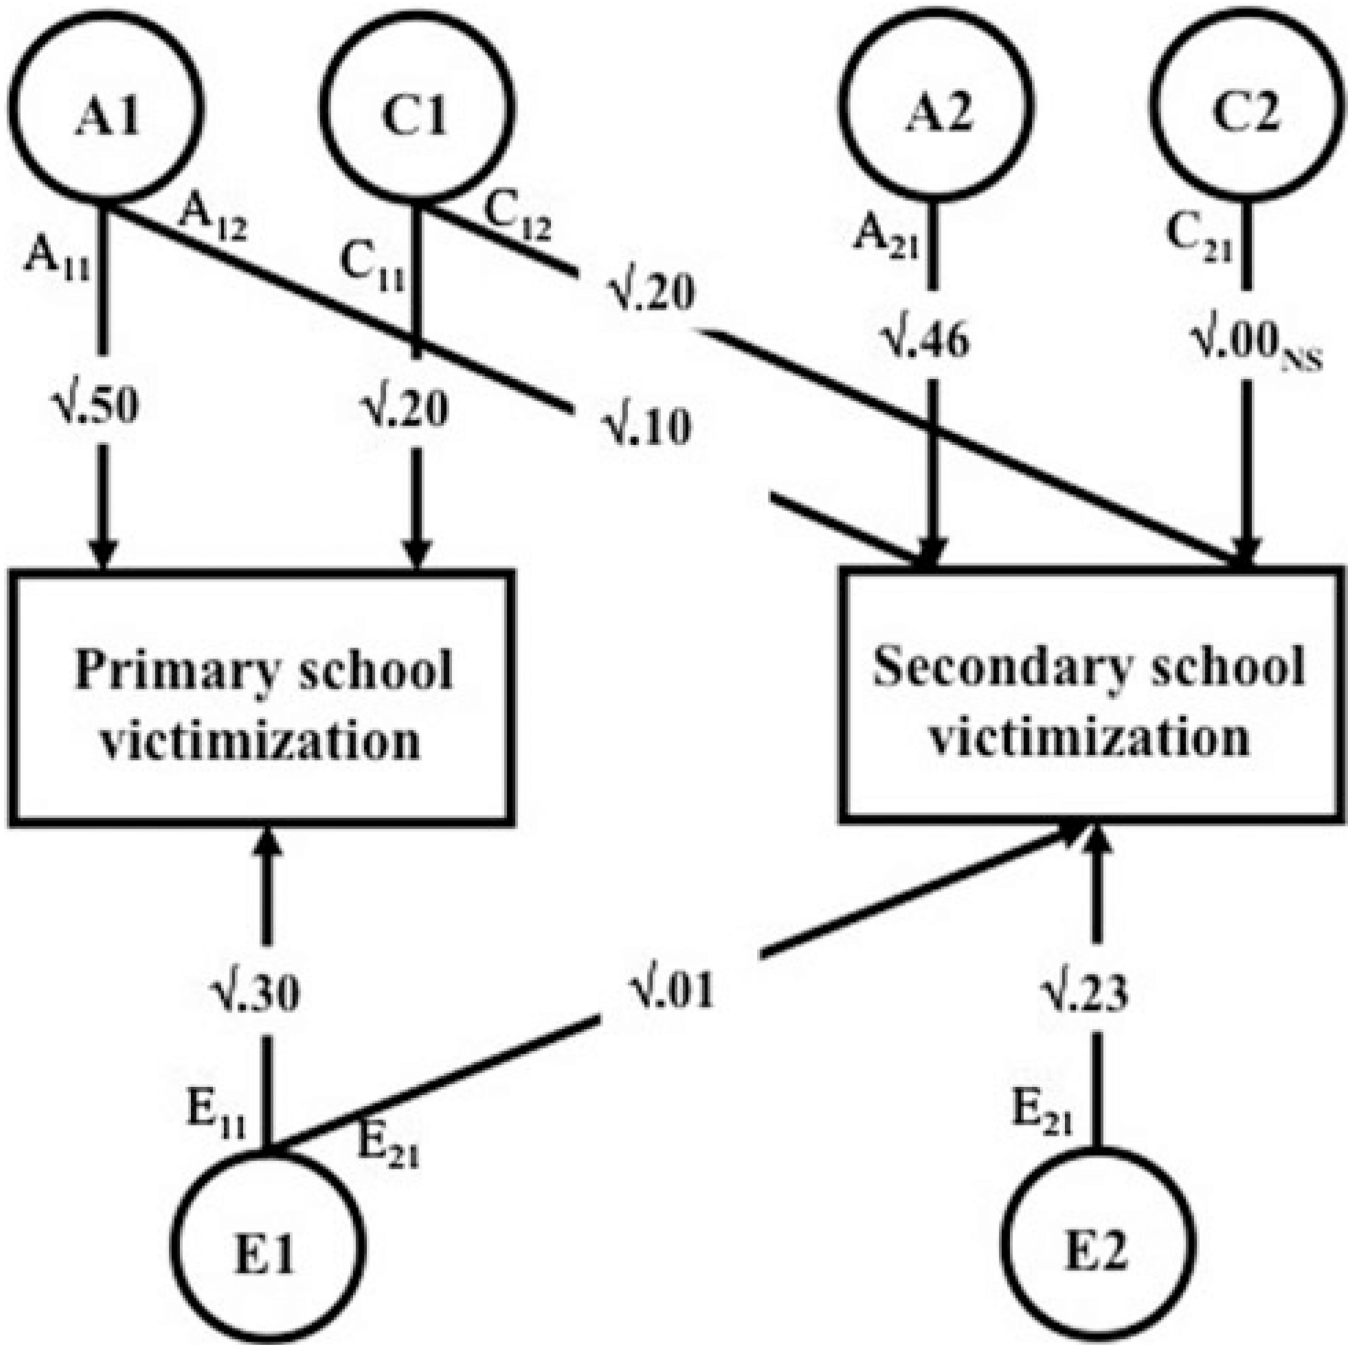 A1
C1
A2
C2
A11
A12
C11
C12
A21
C21
√.50
√.20
√.10
√.20
√.46
√.00NS
Primary school
victimization
Secondary school
victimization
√.30
√.01
√.23
E11
E21
E21
E1
E2